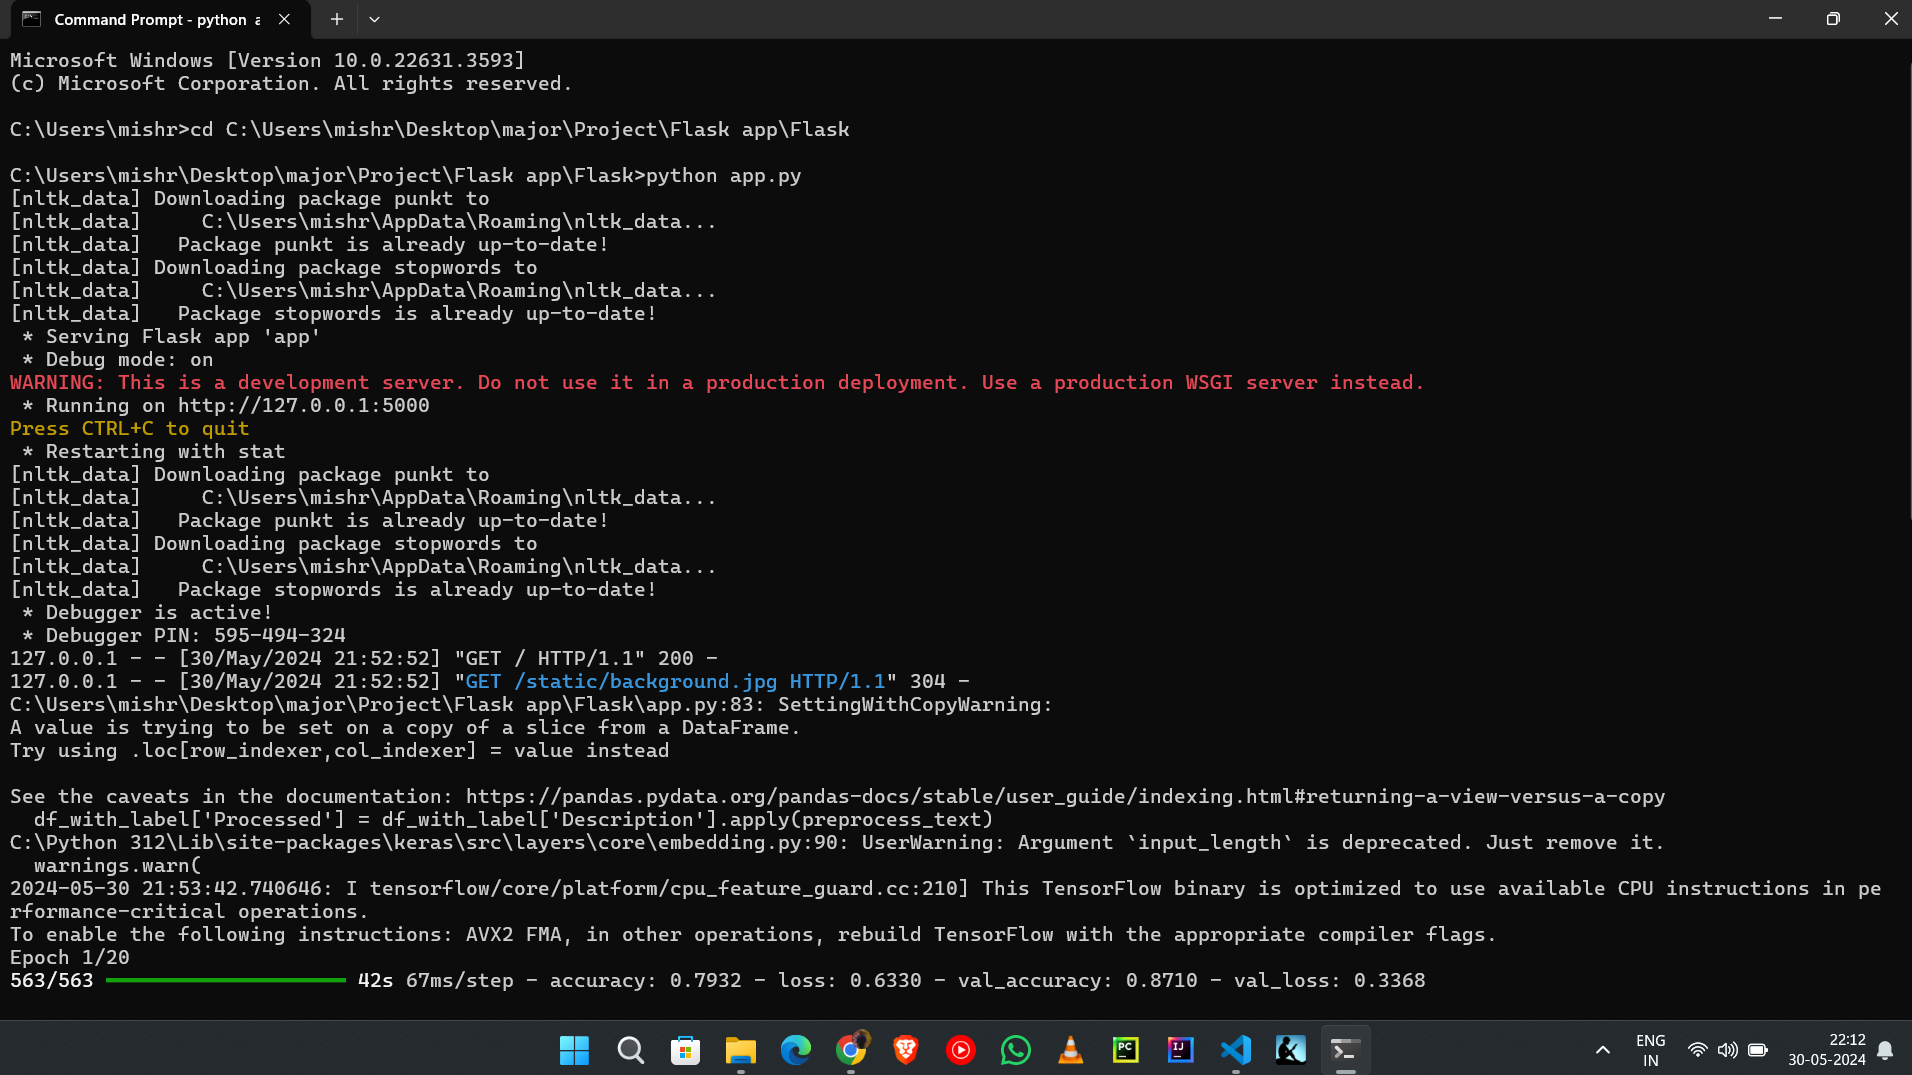 Command Prompt - python a
Microsoft Windows [Version 10.0.22631.3593]
(c) Microsoft Corporation. All rights reserved.
C:\Users\mishr>cd C:\Users\mishr\Desktop\major\Project\Flask app\Flask
C:\Users\mishr\Desktop\major\Project\Flask app\Flask>python app.py
[nltk_data] Downloading package punkt to
[nltk_data]     C:\Users\mishr\AppData\Roaming\nltk_data...
[nltk_data]   Package punkt is already up-to-date!
[nltk_data] Downloading package stopwords to
[nltk_data]     C:\Users\mishr\AppData\Roaming\nltk_data...
[nltk_data]   Package stopwords is already up-to-date!
 * Serving Flask app 'app'
 * Debug mode: on
WARNING: This is a development server. Do not use it in a production deployment. Use a production WSGI server instead.
 * Running on http://127.0.0.1:5000
Press CTRL+C to quit
 * Restarting with stat
[nltk_data] Downloading package punkt to
[nltk_data]     C:\Users\mishr\AppData\Roaming\nltk_data...
[nltk_data]   Package punkt is already up-to-date!
[nltk_data] Downloading package stopwords to
[nltk_data]     C:\Users\mishr\AppData\Roaming\nltk_data...
[nltk_data]   Package stopwords is already up-to-date!
 * Debugger is active!
 * Debugger PIN: 595-494-324
127.0.0.1 - - [30/May/2024 21:52:52] "GET / HTTP/1.1" 200 -
127.0.0.1 - - [30/May/2024 21:52:52] "GET /static/background.jpg HTTP/1.1" 304 -
C:\Users\mishr\Desktop\major\Project\Flask app\Flask\app.py:83: SettingWithCopyWarning:
A value is trying to be set on a copy of a slice from a DataFrame.
Try using .loc[row_indexer,col_indexer] = value instead
See the caveats in the documentation: https://pandas.pydata.org/pandas-docs/stable/user_guide/indexing.html#returning-a-view-versus-a-copy
  df_with_label['Processed'] = df_with_label['Description'].apply(preprocess_text)
C:\Python 312\Lib\site-packages\keras\src\layers\core\embedding.py:90: UserWarning: Argument `input_length` is deprecated. Just remove it.
  warnings.warn(
2024-05-30 21:53:42.740646: I tensorflow/core/platform/cpu_feature_guard.cc:210] This TensorFlow binary is optimized to use available CPU instructions in pe
rformance-critical operations.
To enable the following instructions: AVX2 FMA, in other operations, rebuild TensorFlow with the appropriate compiler flags.
Epoch 1/20
563/563 42s 67ms/step - accuracy: 0.7932 - loss: 0.6330 - val_accuracy: 0.8710 - val_loss: 0.3368
PC
IJ
ENG
IN
22:12
30-05-2024